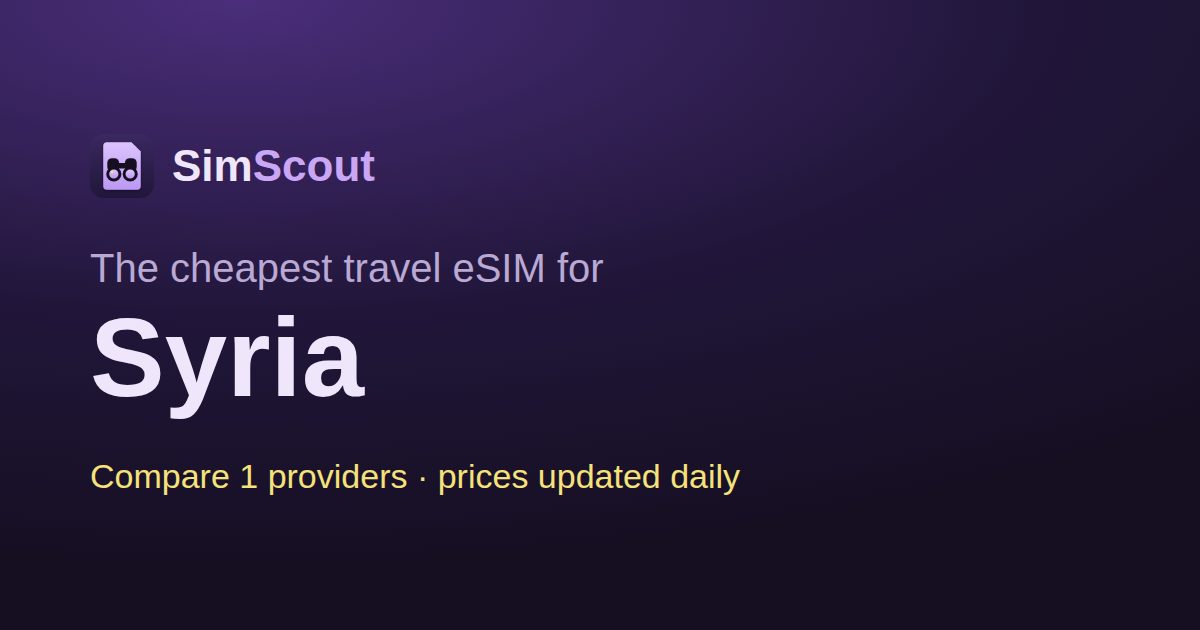 SimScout
The cheapest travel eSIM for
Syria
Compare 1 providers · prices updated daily